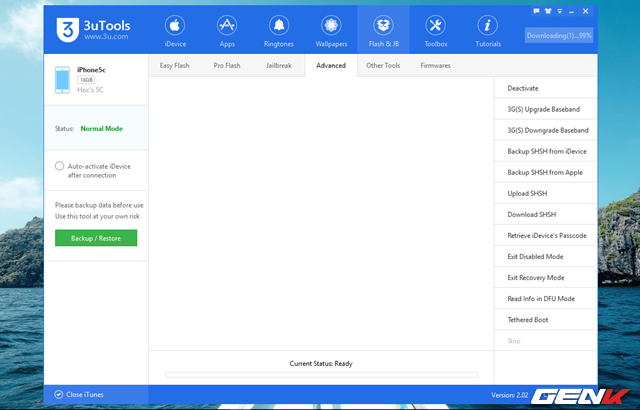 3
3uTools
www.3u.com
iDevice
Apps
Ringtones
Wallpapers
Flash & JB
Toolbox
Tutorials
Downloading(1)...99%
iPhone5c
16GB
Hoc's 5C
Status: Normal Mode
Auto-activate iDevice
after connection
Please backup data before use
Use this tool at your own risk
Backup / Restore
Easy Flash
Pro Flash
Jailbreak
Advanced
Other Tools
Firmwares
Deactivate
3G(S) Upgrade Baseband
3G(S) Downgrade Baseband
Backup SHSH from iDevice
Backup SHSH from Apple
Upload SHSH
Download SHSH
Retrieve iDevice's Passcode
Exit Disabled Mode
Exit Recovery Mode
Read Info in DFU Mode
Tethered Boot
Stop
Current Status: Ready
Close iTunes
Version: 2.02
GENK